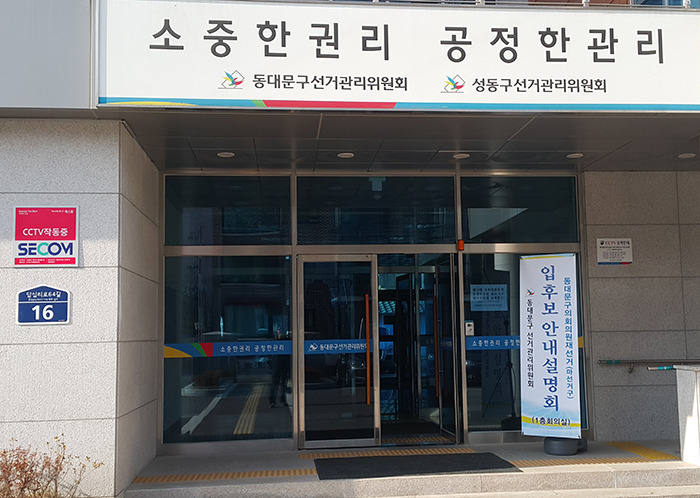 소중한권리 공정한관리
동대문구선거관리위원회 성동구선거관리위원회
CCTV작동중
SECOM
답십리로64길
16
CCTV
소중한권리 공정한
동대문구선거관리위원회
소중한권리 공정한
동대문구의회의원재선거(마선거구)
입후보안내설명회
동대문구선거관리위원회
(1층회의실)